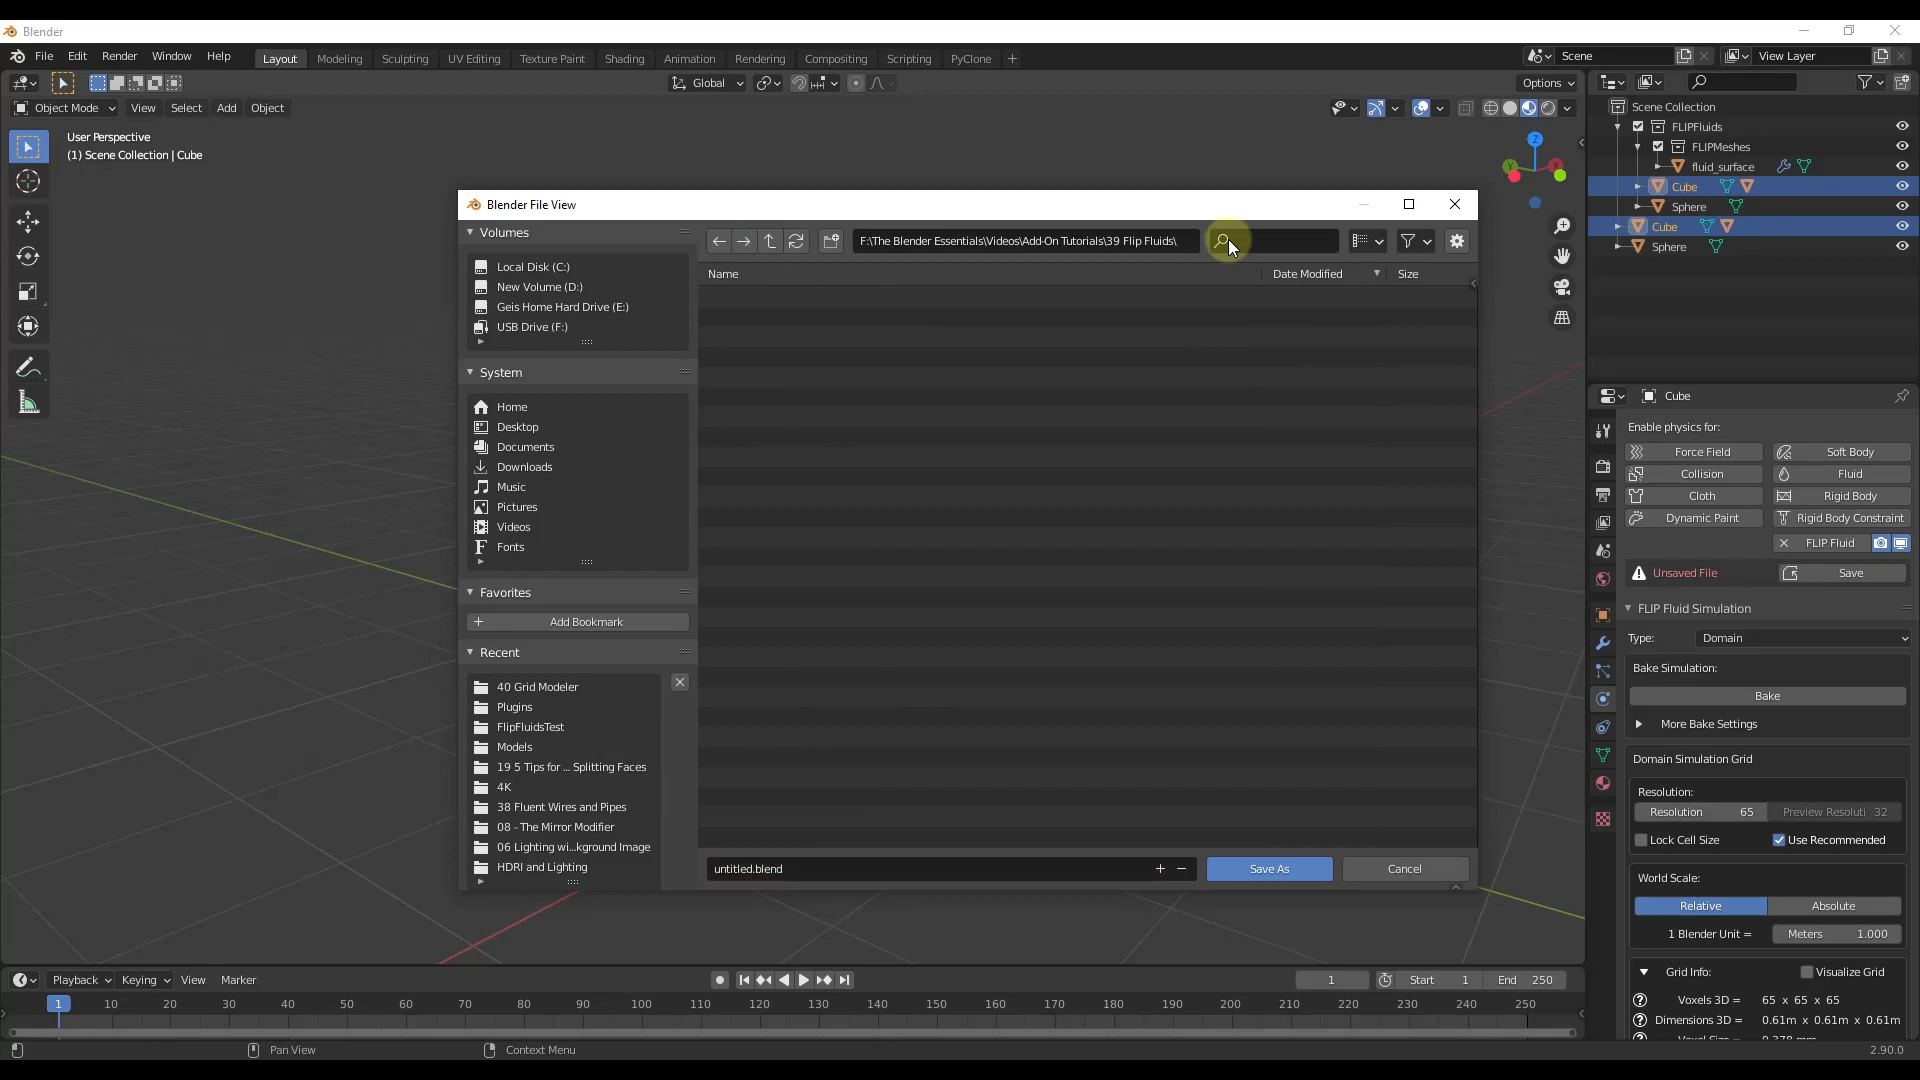 Blender
File Edit Render Window Help
Layout Modeling Sculpting UV Editing Texture Paint Shading Animation Rendering Compositing Scripting PyClone +
Scene
View Layer
Global
Options
Object Mode View Select Add Object
User Perspective
(1) Scene Collection | Cube
Z
Y
X
Scene Collection
FLIPFluids
FLIPMeshes
fluid_surface
Cube
Sphere
Cube
Sphere
Blender File View
Volumes
Local Disk (C:)
New Volume (D:)
Geis Home Hard Drive (E:)
USB Drive (F:)
System
Home
Desktop
Documents
Downloads
Music
Pictures
Videos
Fonts
Favorites
Add Bookmark
Recent
40 Grid Modeler
Plugins
FlipFluidsTest
Models
19 5 Tips for ... Splitting Faces
4K
38 Fluent Wires and Pipes
08 - The Mirror Modifier
06 Lighting wi...kground Image
HDRI and Lighting
F:\The Blender Essentials\Videos\Add-On Tutorials\39 Flip Fluids\
Name Date Modified Size
untitled.blend
Save As
Cancel
Cube
Enable physics for:
Force Field Soft Body
Collision Fluid
Cloth Rigid Body
Dynamic Paint Rigid Body Constraint
FLIP Fluid
Unsaved File Save
FLIP Fluid Simulation
Type: Domain
Bake Simulation:
Bake
More Bake Settings
Domain Simulation Grid
Resolution:
Resolution 65 Preview Resoluti 32
Lock Cell Size Use Recommended
World Scale:
Relative Absolute
1 Blender Unit = Meters 1.000
Grid Info: Visualize Grid
Voxels 3D = 65 x 65 x 65
Dimensions 3D = 0.61m x 0.61m x 0.61m
Playback Keying View Marker
1 Start 1 End 250
1 10 20 30 40 50 60 70 80 90 100 110 120 130 140 150 160 170 180 190 200 210 220 230 240 250
Pan View
Context Menu
2.90.0